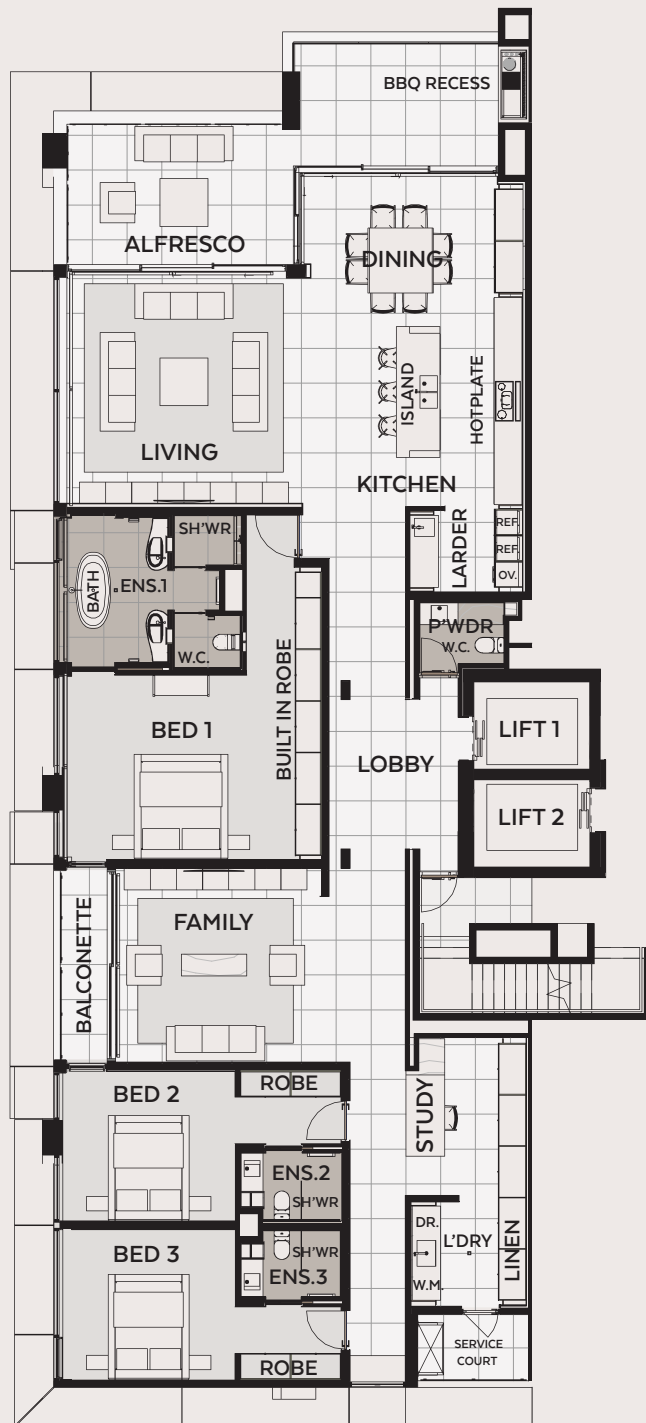 BBQ RECESS
ALFRESCO
DINING
ISLAND
HOTPLATE
LIVING
KITCHEN
SH'WR
BATH
ENS.1
W.C.
LARDER
REF.
REF.
OV.
P'WDR
W.C.
BED 1
BUILT IN ROBE
LOBBY
LIFT 1
LIFT 2
BALCONETTE
FAMILY
BED 2
ROBE
STUDY
ENS.2
SH'WR
DR.
L'DRY
W.M.
LINEN
BED 3
SH'WR
ENS.3
ROBE
SERVICE
COURT